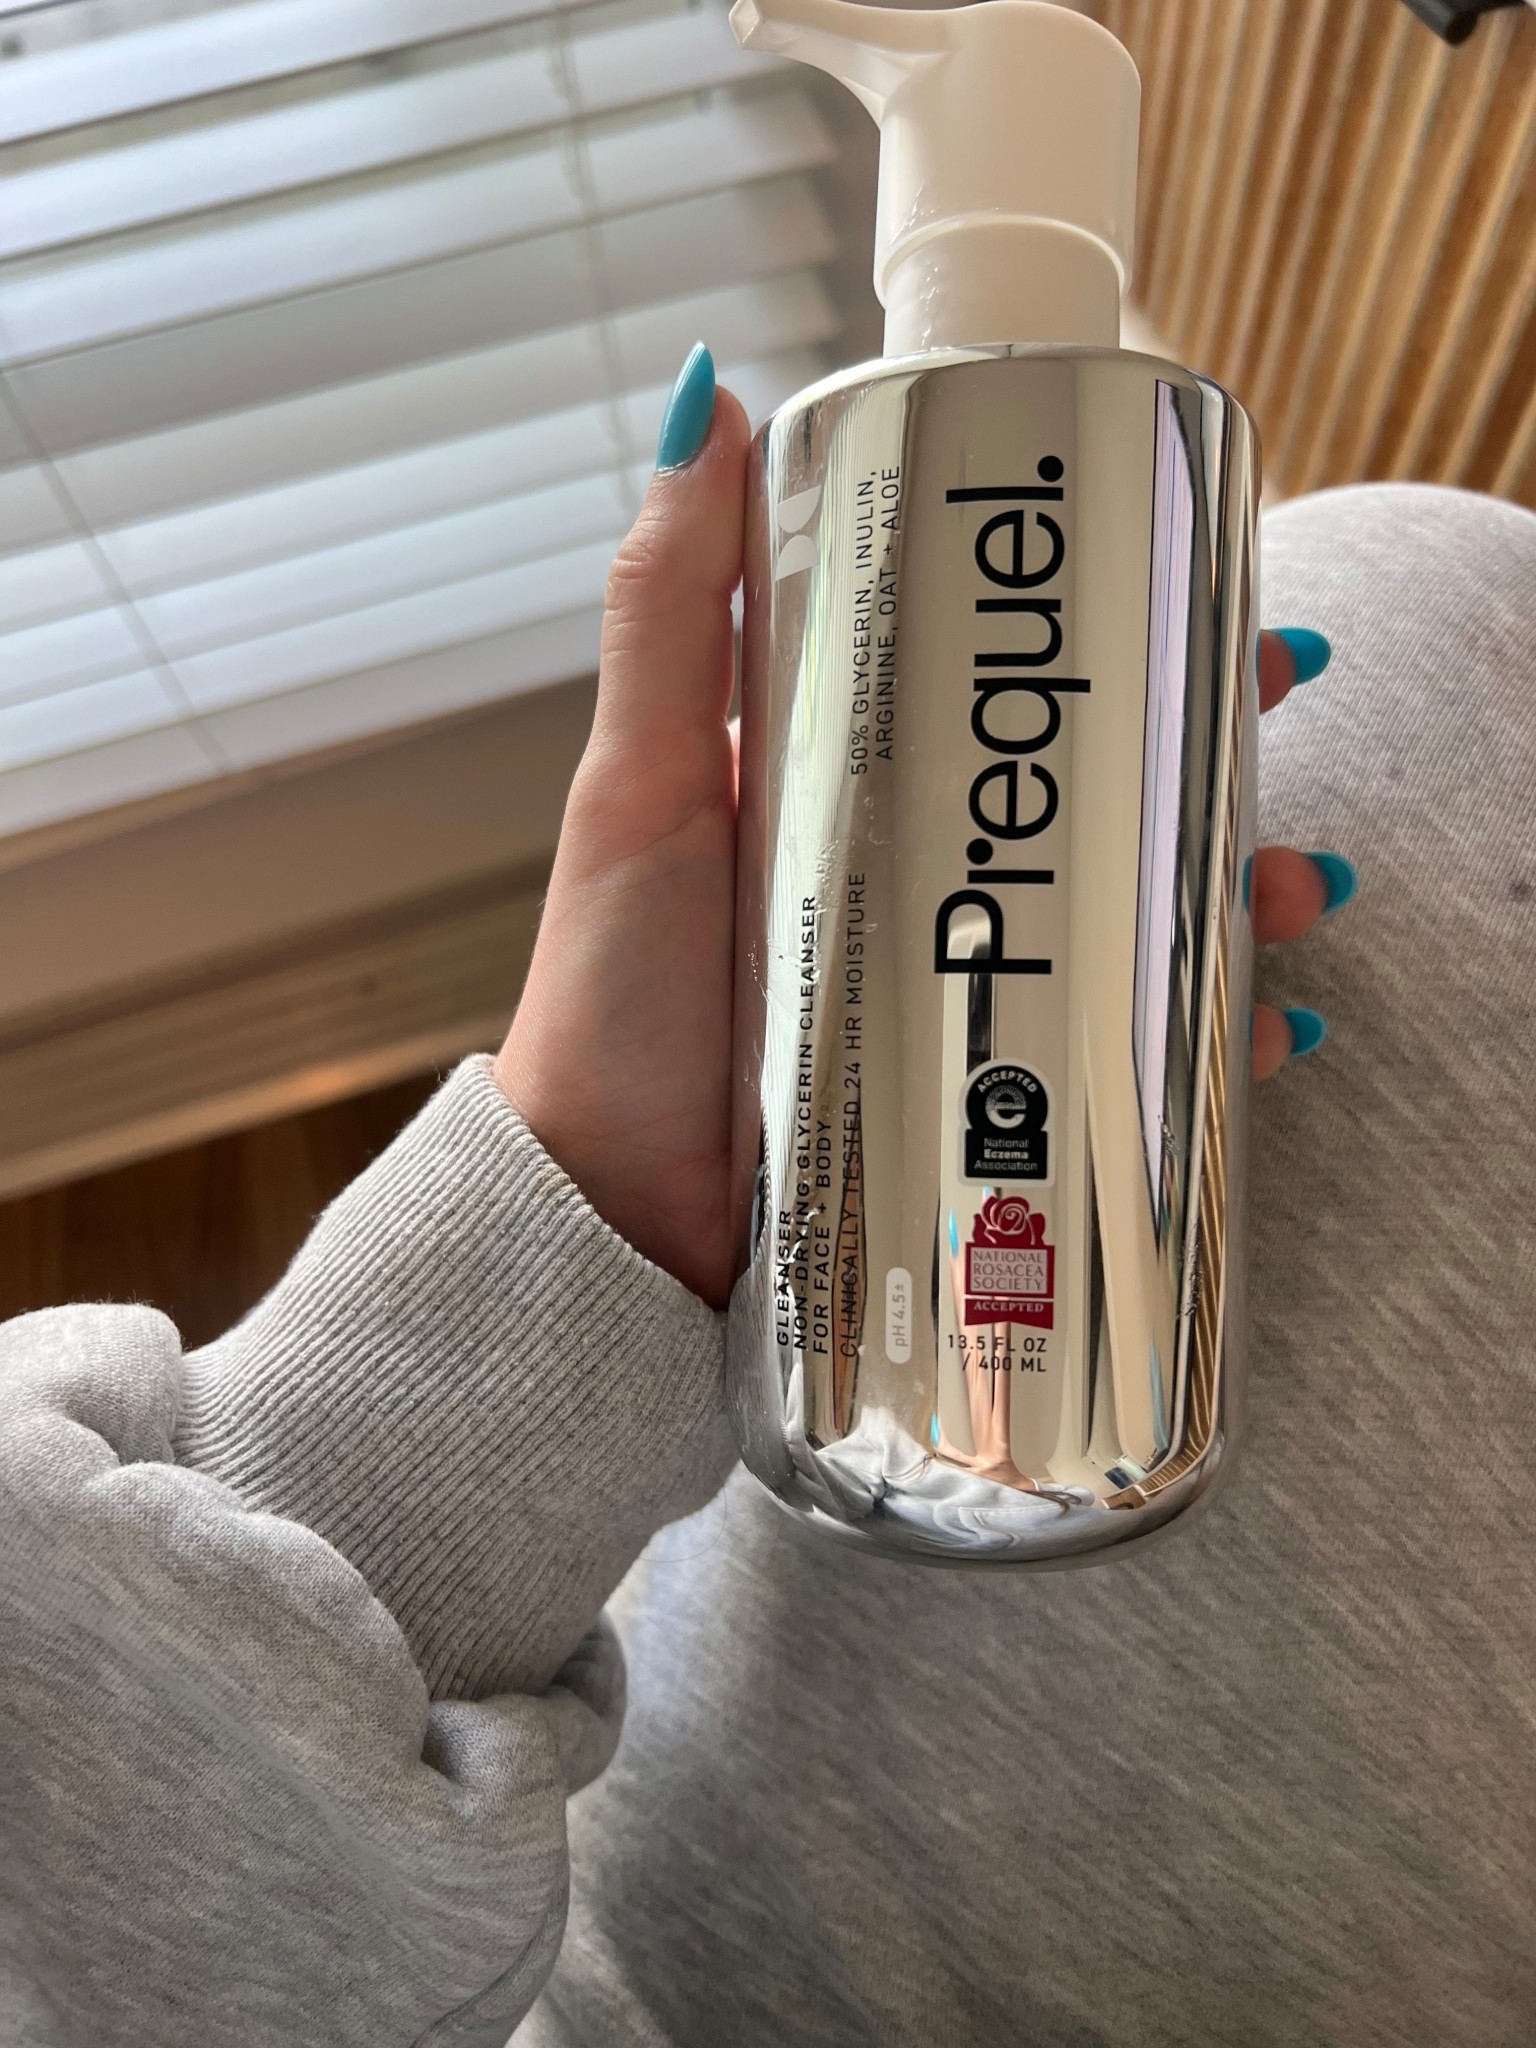 Prequel.
50% GLYCERIN, INULIN,
ARGININE, OAT + ALOE
GLEANSER
NON-DRYING GLYCERIN CLEANSER
FOR FACE + BODY
CLINICALLY TESTED 24 HR MOISTURE
pH 4.5±
ACCEPTED
e
National
Eczema
Association
NATIONAL
ROSACEA
SOCIETY
ACCEPTED
13.5 FL OZ
/ 400 ML